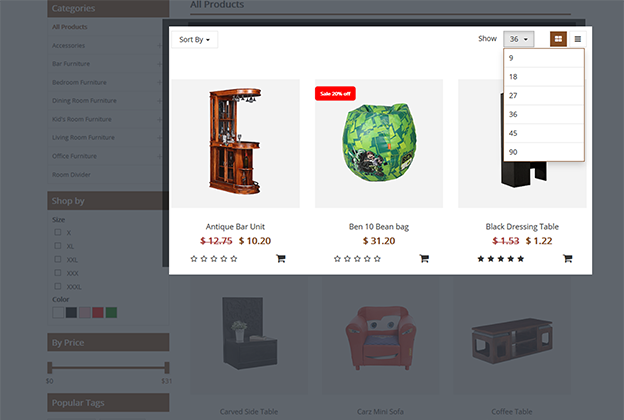 Categories
All Products
Accessories
Bar Furniture
Bedroom Furniture
Dining Room Furniture
Kid's Room Furniture
Living Room Furniture
Office Furniture
Room Divider
Shop by
Size
X
XL
XXL
XXX
XXXL
Color
By Price
$0 $31
Popular Tags
All Products
Sort By
Show 36
9
18
27
36
45
90
Sale 20% off
Antique Bar Unit
$ 12.75 $ 10.20
Ben 10 Bean bag
$ 31.20
Black Dressing Table
$ 1.53 $ 1.22
Carved Side Table
Carz Mini Sofa
Coffee Table